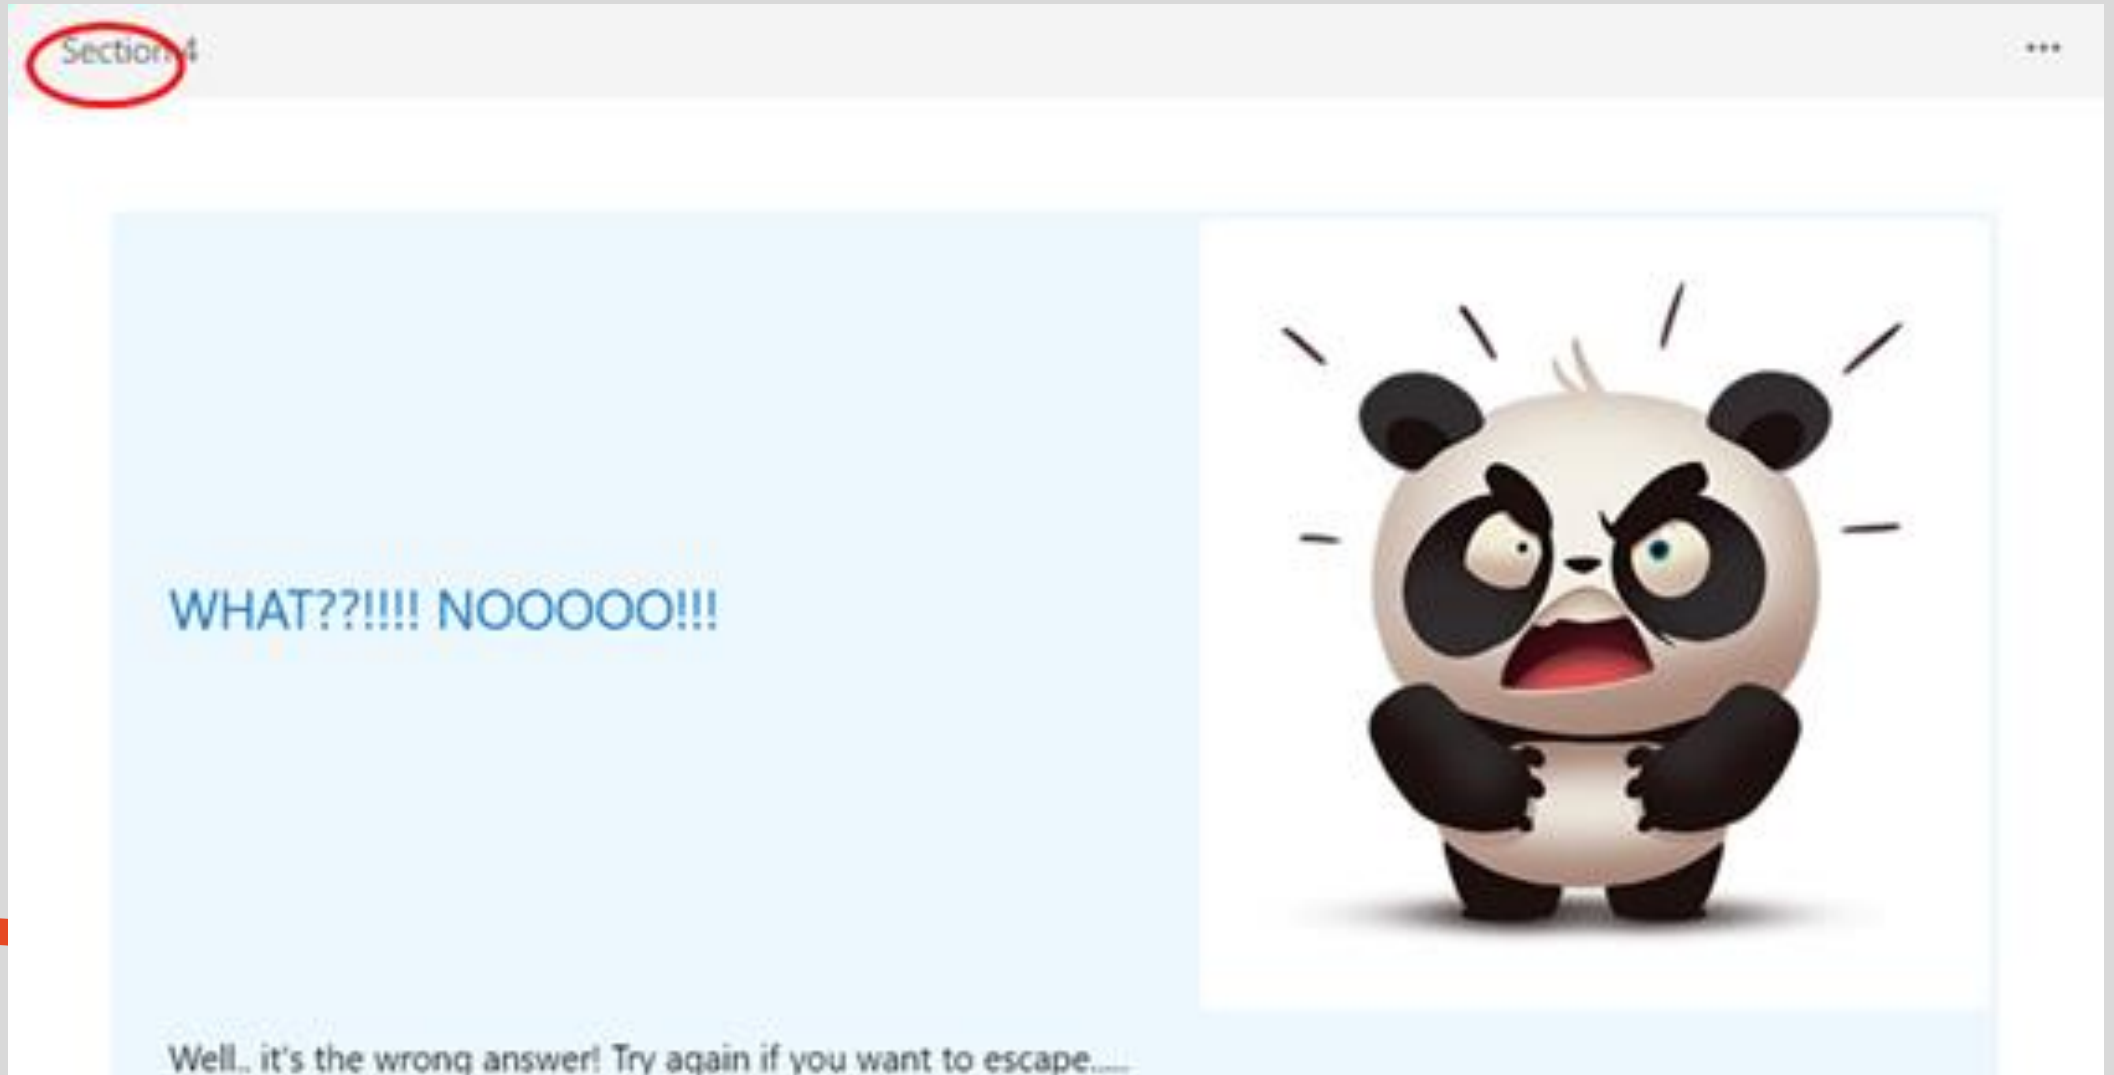 Section 4
WHAT??!!!! NOOOOO!!!
Well.. it's the wrong answer! Try again if you want to escape.....